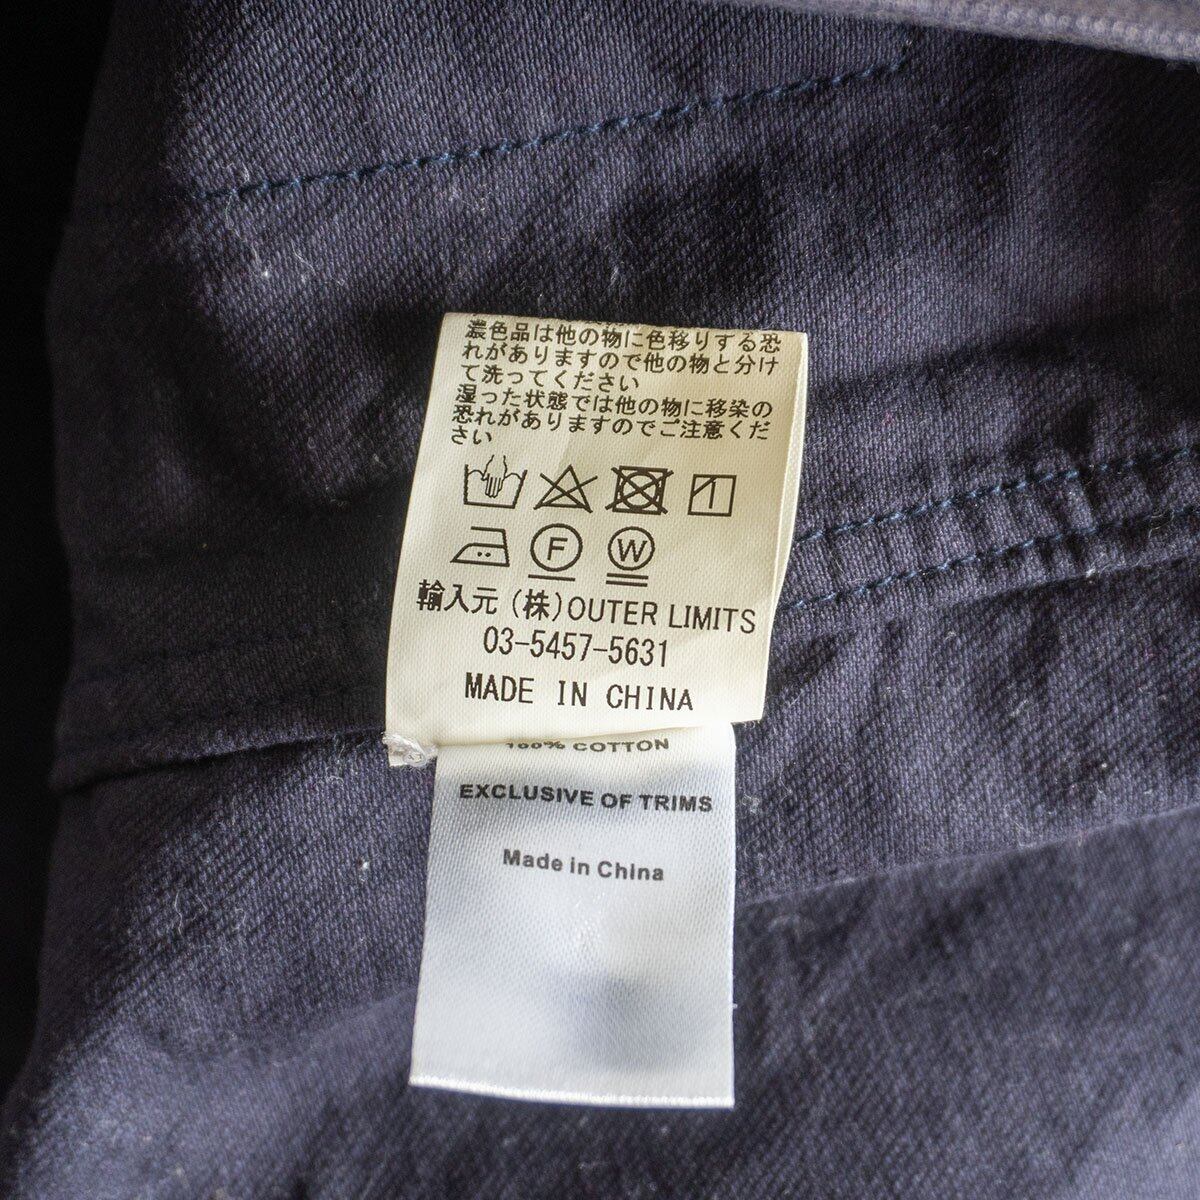 濃色品は他の物に色移りする恐
れがありますので他の物と分け
て洗ってください
湿った状態では他の物に移染の
恐れがありますのでご注意くだ
さい
1
F W
輸入元 (株)OUTER LIMITS
03-5457-5631
MADE IN CHINA
100% COTTON
EXCLUSIVE OF TRIMS
Made in China